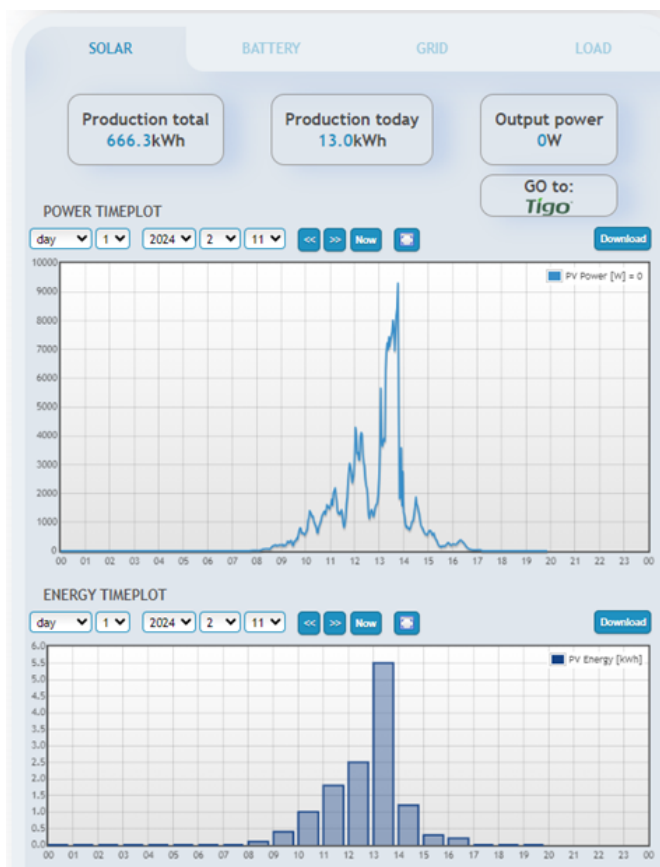 SOLAR BATTERY GRID LOAD
Production total Production today Output power
666.3kWh 13.0kWh 0W
GO to:
Tigo
POWER TIMEPLOT
day 1 2024 2 11 << >> Now Download
10000
PV Power [W] = 0
9000
8000
7000
6000
5000
4000
3000
2000
1000
0
00 01 02 03 04 05 06 07 08 09 10 11 12 13 14 15 16 17 18 19 20 21 22 23 00
ENERGY TIMEPLOT
day 1 2024 2 11 << >> Now Download
6.0
PV Energy [kWh]
5.5
5.0
4.5
4.0
3.5
3.0
2.5
2.0
1.5
1.0
0.5
0.0
00 01 02 03 04 05 06 07 08 09 10 11 12 13 14 15 16 17 18 19 20 21 22 23 00